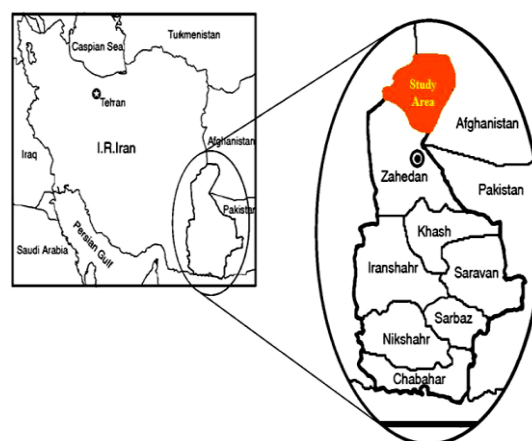 Caspian Sea
Tuikmenistan
Tehran
I.R.Iran
Iraq
Afghanistan
Pakistan
Persian Gulf
Saudi Arabia
Study
Area
Afghanistan
Zahedan
Pakistan
Khash
Iranshahr
Saravan
Sarbaz
Nikshahr
Chabahar